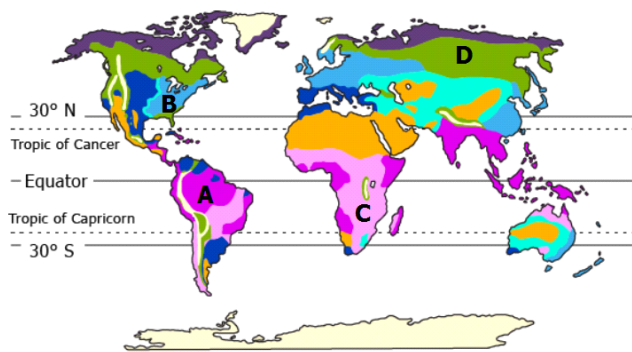 D
B
30° N
Tropic of Cancer
Equator
A
C
Tropic of Capricorn
30° S